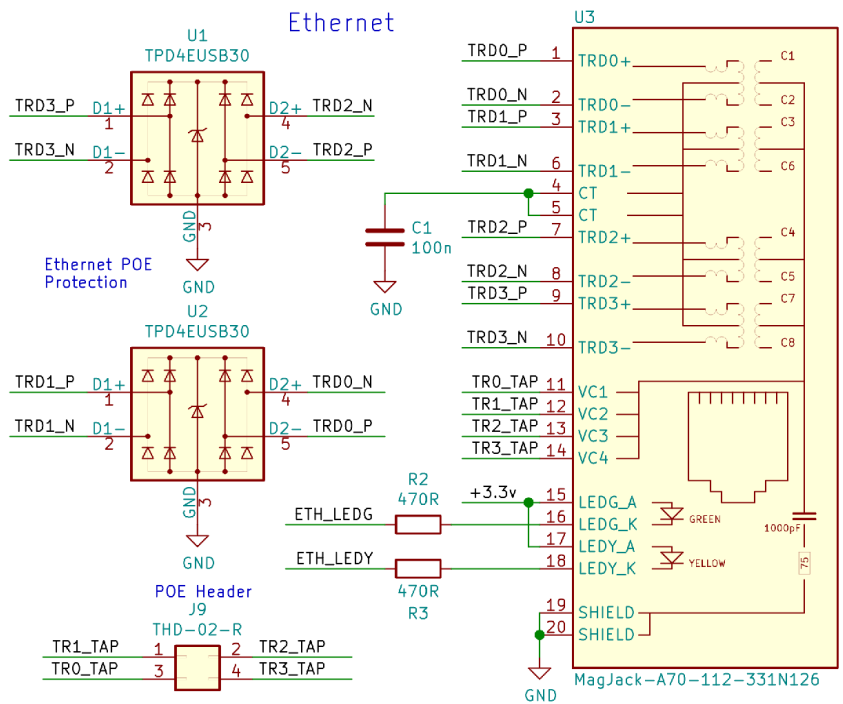 Ethernet
U1
TPD4EUSB30
TRD3_P D1+ D2+ TRD2_N
1 4
TRD3_N D1- D2- TRD2_P
2 5
GND
3
GND
Ethernet POE
Protection
U2
TPD4EUSB30
TRD1_P D1+ D2+ TRD0_N
1 4
TRD1_N D1- D2- TRD0_P
2 5
GND
3
GND
POE Header
J9
THD-02-R
TR1_TAP 1 2 TR2_TAP
TR0_TAP 3 4 TR3_TAP
C1
100n
GND
R2
470R
ETH_LEDG
ETH_LEDY
470R
R3
U3
TRD0_P 1 TRD0+ C1
TRD0_N 2 TRD0- C2
TRD1_P 3 TRD1+ C3
TRD1_N 6 TRD1- C6
4 CT
5 CT
TRD2_P 7 TRD2+ C4
TRD2_N 8 TRD2- C5
TRD3_P 9 TRD3+ C7
TRD3_N 10 TRD3- C8
TR0_TAP 11 VC1
TR1_TAP 12 VC2
TR2_TAP 13 VC3
TR3_TAP 14 VC4
+3.3v 15 LEDG_A
16 LEDG_K GREEN
17 LEDY_A
18 LEDY_K YELLOW
1000pF
75
19 SHIELD
20 SHIELD
GND
MagJack-A70-112-331N126